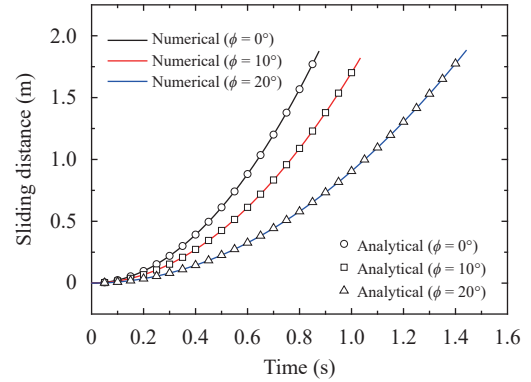 2.0
1.5
1.0
0.5
0
Sliding distance (m)
Numerical (ϕ = 0°)
Numerical (ϕ = 10°)
Numerical (ϕ = 20°)
Analytical (ϕ = 0°)
Analytical (ϕ = 10°)
Analytical (ϕ = 20°)
0 0.2 0.4 0.6 0.8 1.0 1.2 1.4 1.6
Time (s)